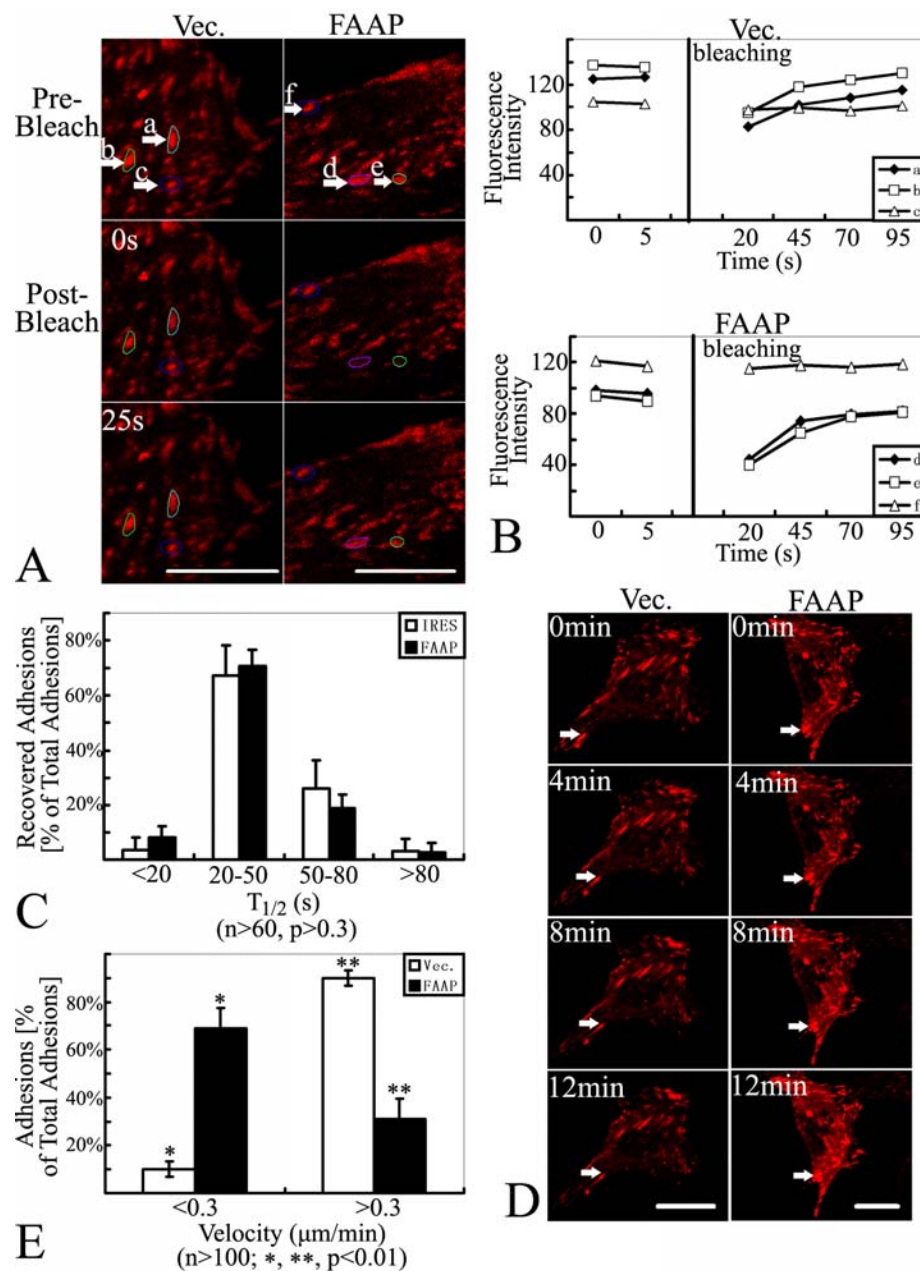 Vec. FAAP
Pre-
Bleach
f
a
b
c
d e
0s
Post-
Bleach
25s
A
Vec.
bleaching
120
80
40
Fluorescence
Intensity
0 5 20 45 70 95
Time (s)
a
b
c
FAAP
bleaching
120
80
40
Fluorescence
Intensity
0 5 20 45 70 95
Time (s)
d
e
f
B
80%
60%
40%
20%
Recovered Adhesions
[% of Total Adhesions]
IRES
FAAP
<20 20-50 50-80 >80
T1/2 (s)
(n>60, p>0.3)
C
Vec. FAAP
0min 0min
4min 4min
8min 8min
12min 12min
D
80%
60%
40%
20%
Adhesions [%
of Total Adhesions]
Vec.
FAAP
* * ** **
<0.3 >0.3
Velocity (μm/min)
(n>100; *, **, p<0.01)
E